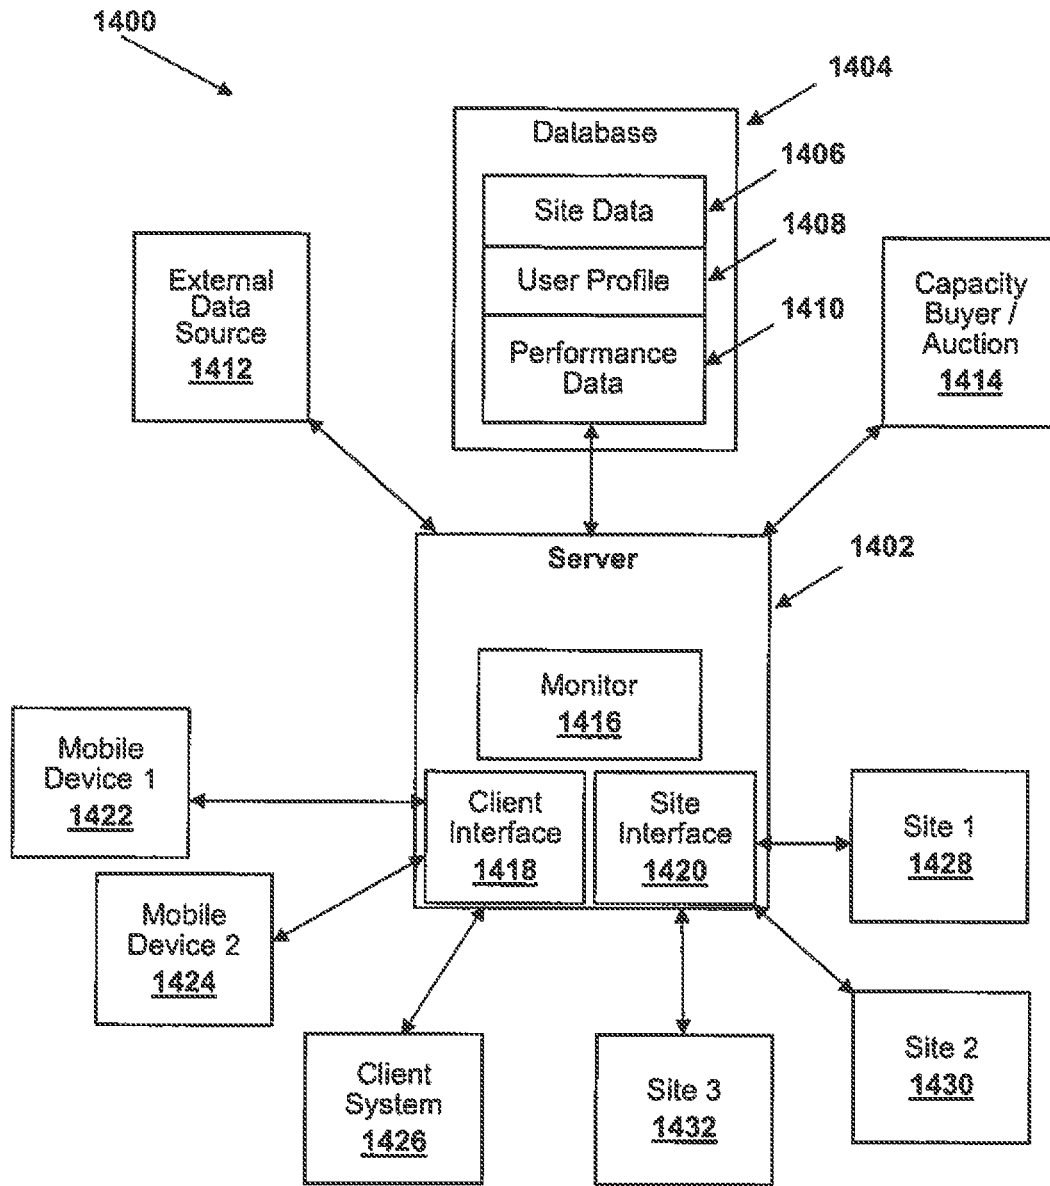 1400
1404
Database
1406
Site Data
1408
User Profile
1410
Performance
Data
External
Data
Source
1412
Capacity
Buyer /
Auction
1414
1402
Server
Monitor
1416
Mobile
Device 1
1422
Client
Interface
1418
Site
Interface
1420
Site 1
1428
Mobile
Device 2
1424
Client
System
1426
Site 3
1432
Site 2
1430